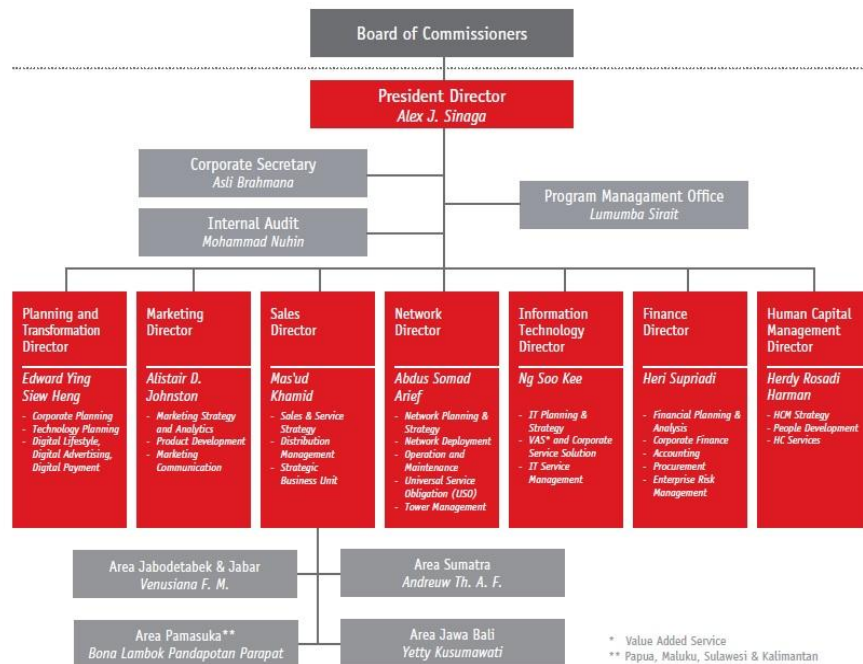 Board of Commissioners
President Director
Alex J. Sinaga
Corporate Secretary
Asli Brahmana
Program Managament Office
Lumumba Sirait
Internal Audit
Mohammad Nuhin
Planning and
Transformation
Director
Edward Ying
Siew Heng
- Corporate Planning
- Technology Planning
- Digital Lifestyle,
Digital Advertising,
Digital Payment
Marketing
Director
Alistair D.
Johnston
- Marketing Strategy
and Analytics
- Product Development
- Marketing
Communication
Sales
Director
Mas'ud
Khamid
- Sales & Service
Strategy
- Distribution
Management
- Strategic
Business Unit
Network
Director
Abdus Somad
Arief
- Network Planning &
Strategy
- Network Deployment
- Operation and
Maintenance
- Universal Service
Obligation (USO)
- Tower Management
Information
Technology
Director
Ng Soo Kee
- IT Planning &
Strategy
- VAS* and Corporate
Service Solution
- IT Service
Management
Finance
Director
Heri Supriadi
- Financial Planning &
Analysis
- Corporate Finance
- Accounting
- Procurement
- Enterprise Risk
Management
Human Capital
Management
Director
Herdy Rosadi
Harman
- HCM Strategy
- People Development
- HC Services
Area Jabodetabek & Jabar
Venusiana F. M.
Area Sumatra
Andreuw Th. A. F.
Area Pamasuka**
Bona Lambok Pandapotan Parapat
Area Jawa Bali
Yetty Kusumawati
* Value Added Service
** Papua, Maluku, Sulawesi & Kalimantan